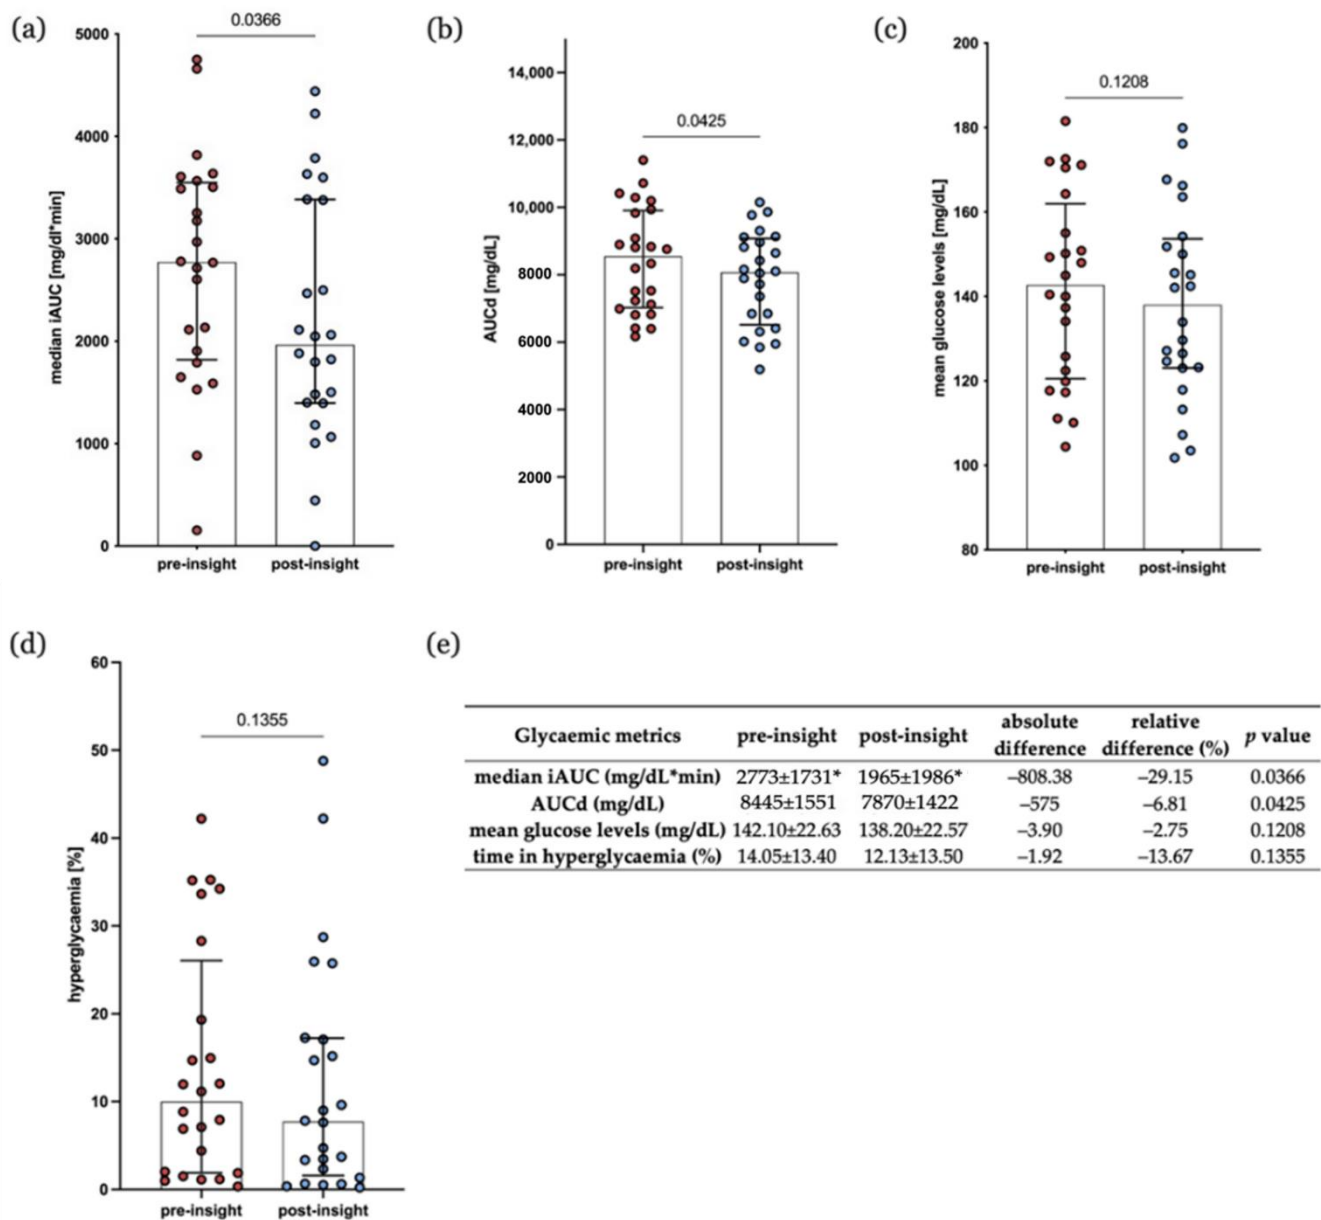 (a)
0.0366
5000
4000
3000
2000
1000
0
median iAUC [mg/dl*min]
pre-insight
post-insight
(b)
0.0425
14,000
12,000
10,000
8000
6000
4000
2000
0
AUCd [mg/dL]
pre-insight
post-insight
(c)
0.1208
200
180
160
140
120
100
80
mean glucose levels [mg/dL]
pre-insight
post-insight
(d)
0.1355
60
50
40
30
20
10
0
hyperglycaemia [%]
pre-insight
post-insight
(e)
Glycaemic metrics pre-insight post-insight absolute difference relative difference (%) p value
median iAUC (mg/dL*min) 2773±1731* 1965±1986* −808.38 −29.15 0.0366
AUCd (mg/dL) 8445±1551 7870±1422 −575 −6.81 0.0425
mean glucose levels (mg/dL) 142.10±22.63 138.20±22.57 −3.90 −2.75 0.1208
time in hyperglycaemia (%) 14.05±13.40 12.13±13.50 −1.92 −13.67 0.1355